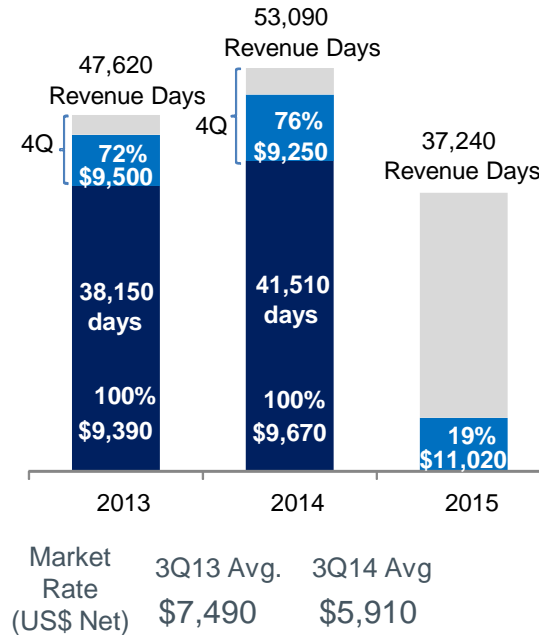 47,620
Revenue Days
4Q
72%
$9,500
38,150
days
100%
$9,390
53,090
Revenue Days
4Q
76%
$9,250
41,510
days
100%
$9,670
37,240
Revenue Days
19%
$11,020
2013
2014
2015
Market
Rate
(US$ Net)
3Q13 Avg.
$7,490
3Q14 Avg
$5,910